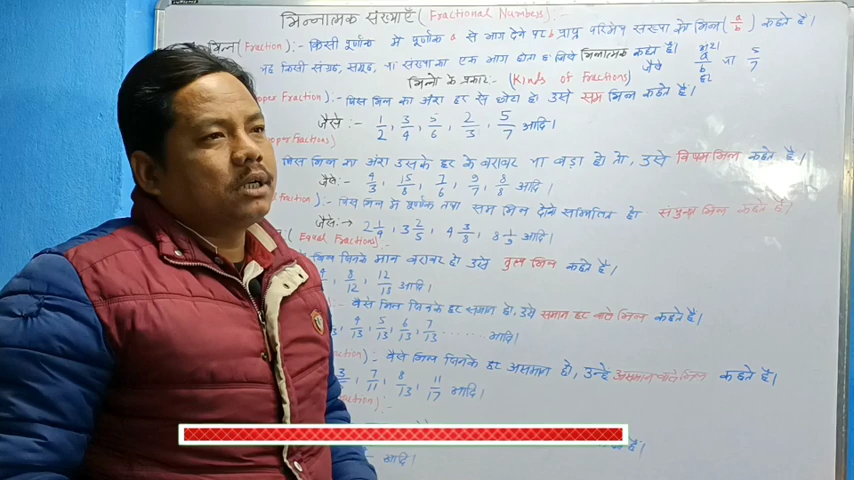 भिन्नात्मक संख्याएँ (Fractional Numbers)
(Fraction) :- किसी पूर्णांक में पूर्णांक a से भाग देने पर b प्राप्त परिमेय संख्या को भिन्न (a/b) कहते हैं।
यह किसी संग्रह, समूह, या संख्या का एक भाग होता है जिसे भिन्नात्मक कहते हैं। जैसे a/b या 5/7
भिन्नों के प्रकार:- (Kinds of Fractions)
Fraction) :- जिस भिन्न का अंश हर से छोटा हो उसे सम भिन्न कहते हैं।
जैसे :- 1/2, 3/4, 5/6, 2/3, 5/7 आदि।
जिस भिन्न का अंश उसके हर के बराबर या बड़ा हो तो, उसे विषम भिन्न कहते हैं।
जैसे:- 4/3, 15/8, 7/6, 9/7, 8/8 आदि।
:- जिस भिन्न में पूर्णांक तथा सम भिन्न दोनों सम्मिलित हो। संयुक्त भिन्न कहते हैं।
जैसे:→ 2 1/9, 3 2/5, 4 3/8, 8 1/3 आदि।
(Equal Fractions)
जिनके मान बराबर हो उसे तुल्य भिन्न कहते हैं।
8/12, 12/18 आदि।
:- वैसे भिन्न जिनके हर समान हो, उसे समान हर वाले भिन्न कहते हैं।
4/13, 5/13, 6/13, 7/13 ....... आदि।
:- वैसे भिन्न जिनके हर असमान हो, उन्हें असमान हर वाले भिन्न कहते हैं।
7/11, 8/13, 11/17 आदि।
आदि।